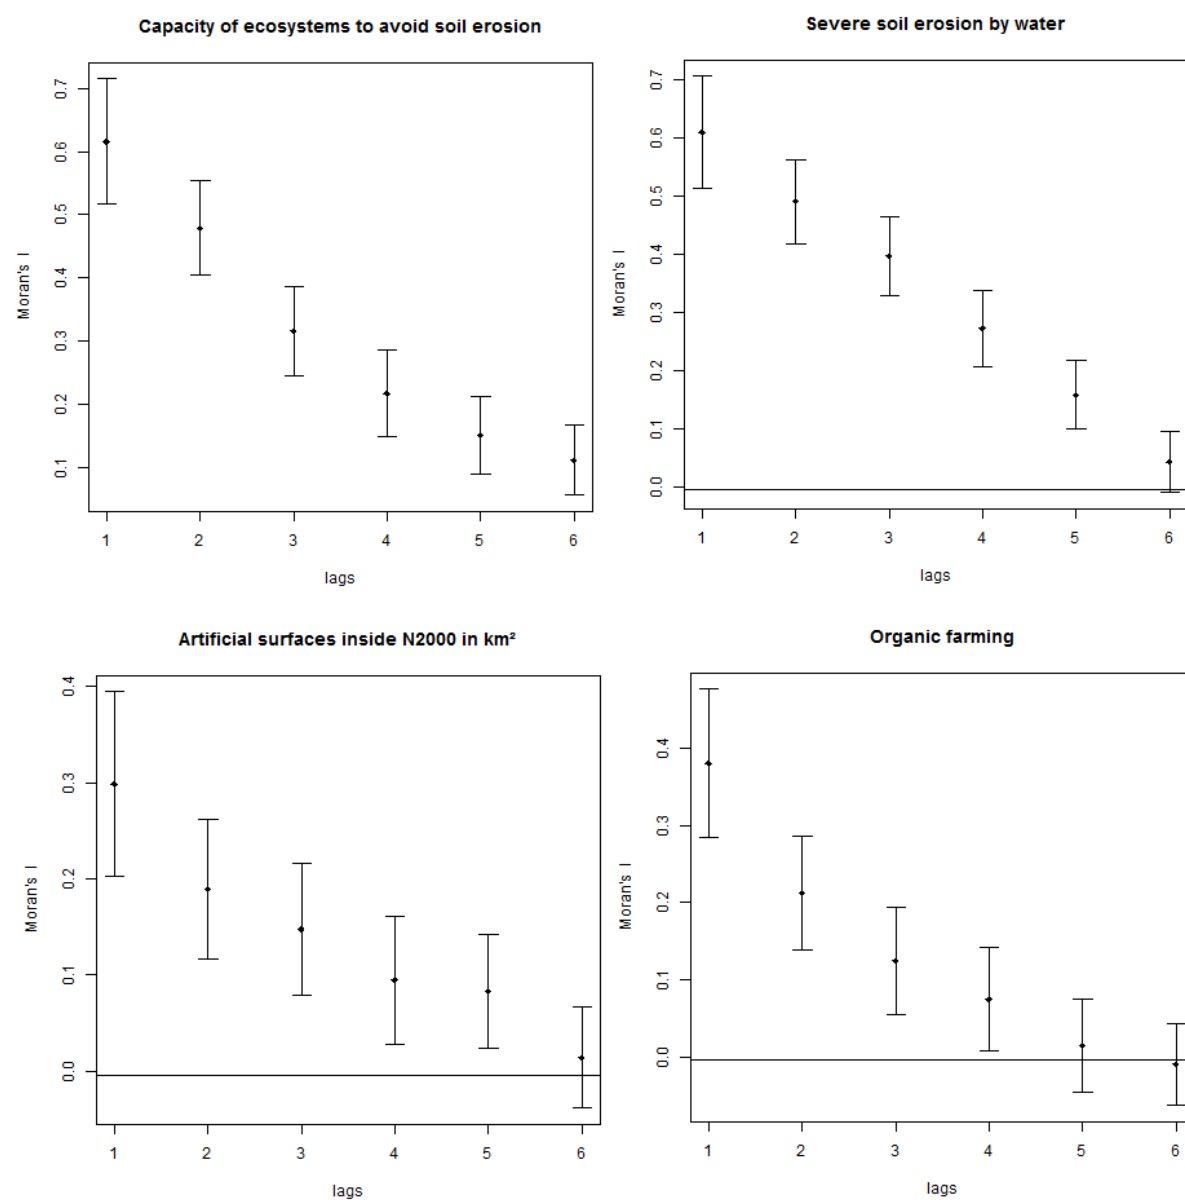 Capacity of ecosystems to avoid soil erosion
Moran's I
0.7
0.6
0.5
0.4
0.3
0.2
0.1
1 2 3 4 5 6
lags
Severe soil erosion by water
Moran's I
0.7
0.6
0.5
0.4
0.3
0.2
0.1
0.0
1 2 3 4 5 6
lags
Artificial surfaces inside N2000 in km²
Moran's I
0.4
0.3
0.2
0.1
0.0
1 2 3 4 5 6
lags
Organic farming
Moran's I
0.4
0.3
0.2
0.1
0.0
1 2 3 4 5 6
lags